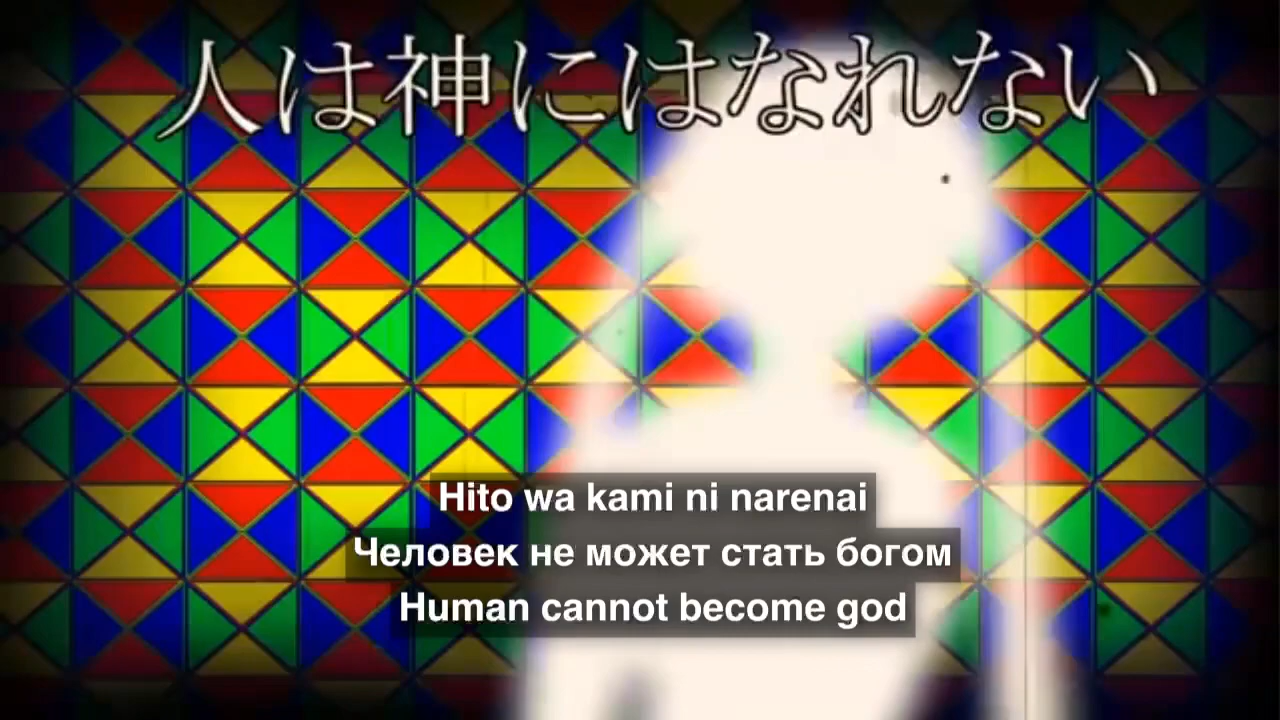 人は神にはなれない
Hito wa kami ni narenai
Человек не может стать богом
Human cannot become god